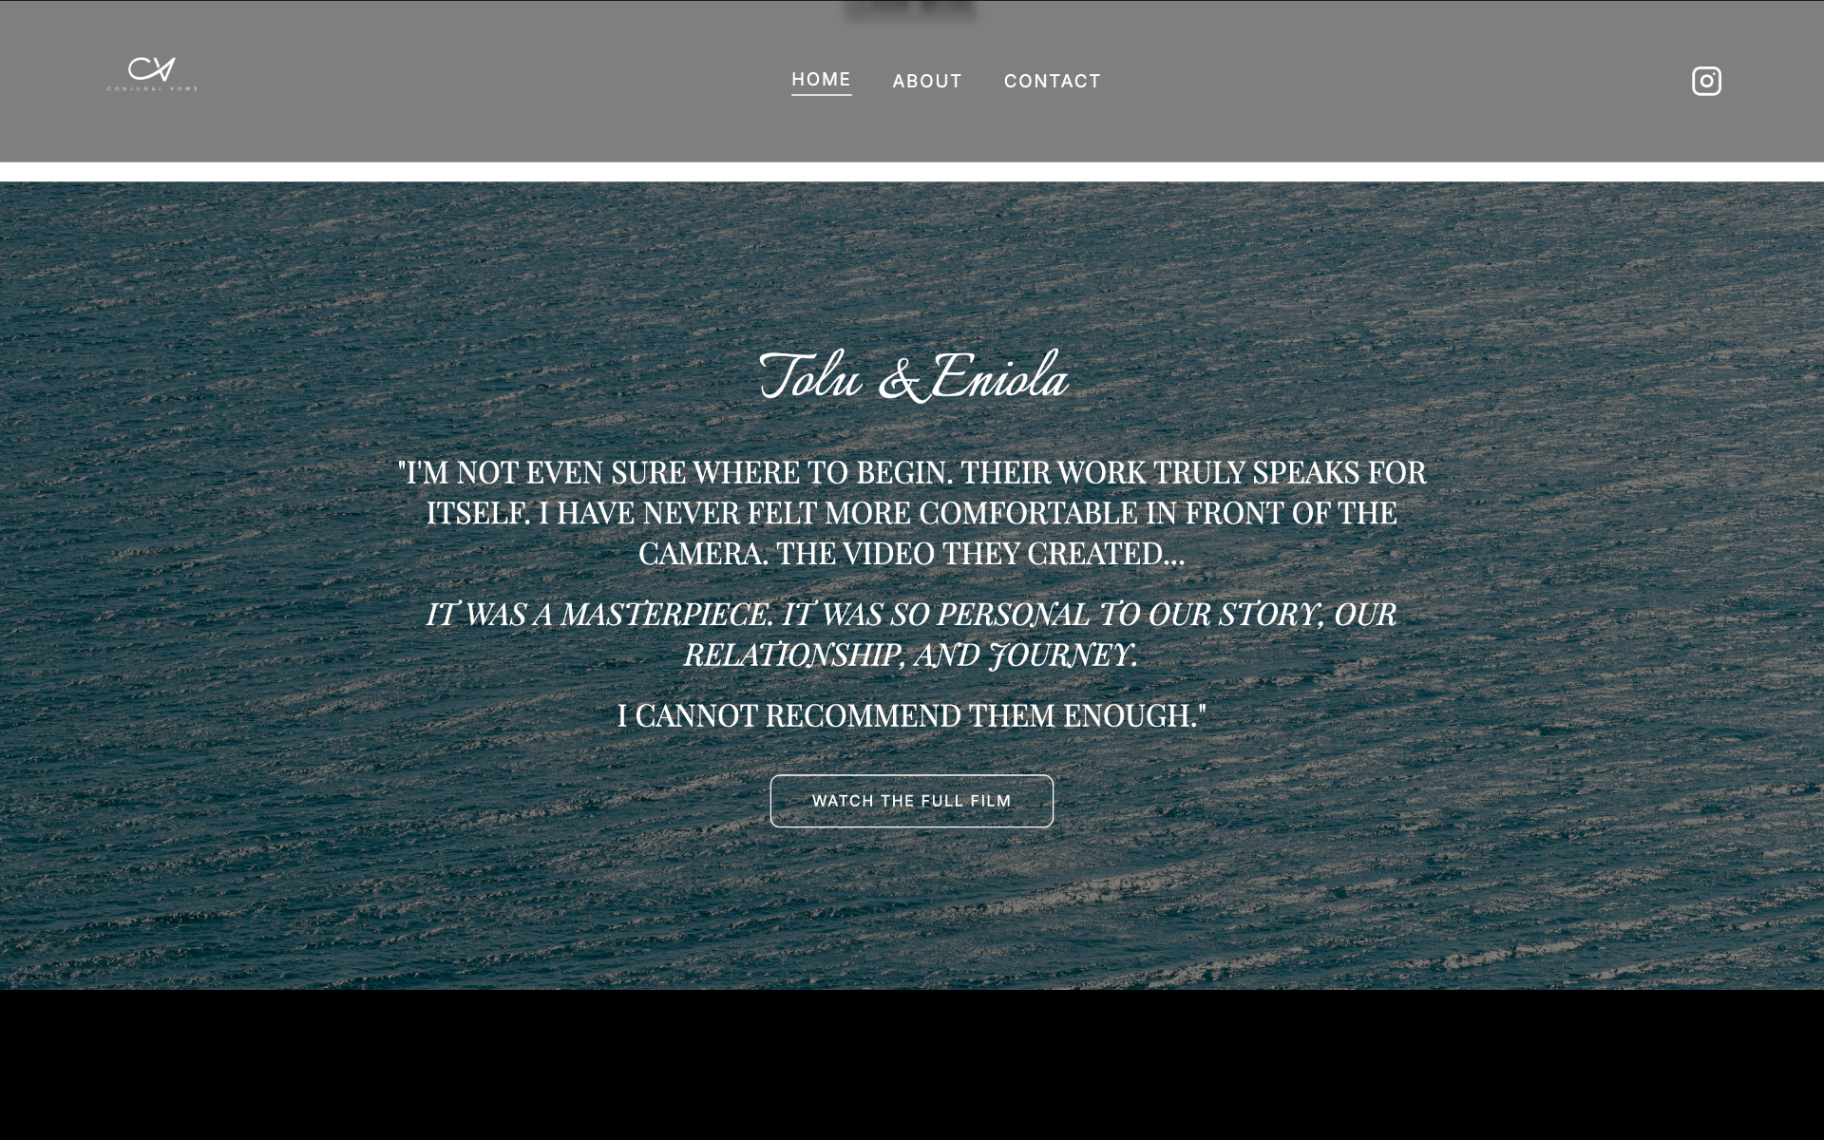 CONJUGAL VOWS
HOME
ABOUT
CONTACT
Tolu & Eniola
"I'M NOT EVEN SURE WHERE TO BEGIN. THEIR WORK TRULY SPEAKS FOR
ITSELF. I HAVE NEVER FELT MORE COMFORTABLE IN FRONT OF THE
CAMERA. THE VIDEO THEY CREATED...
IT WAS A MASTERPIECE. IT WAS SO PERSONAL TO OUR STORY, OUR
RELATIONSHIP, AND JOURNEY.
I CANNOT RECOMMEND THEM ENOUGH."
WATCH THE FULL FILM